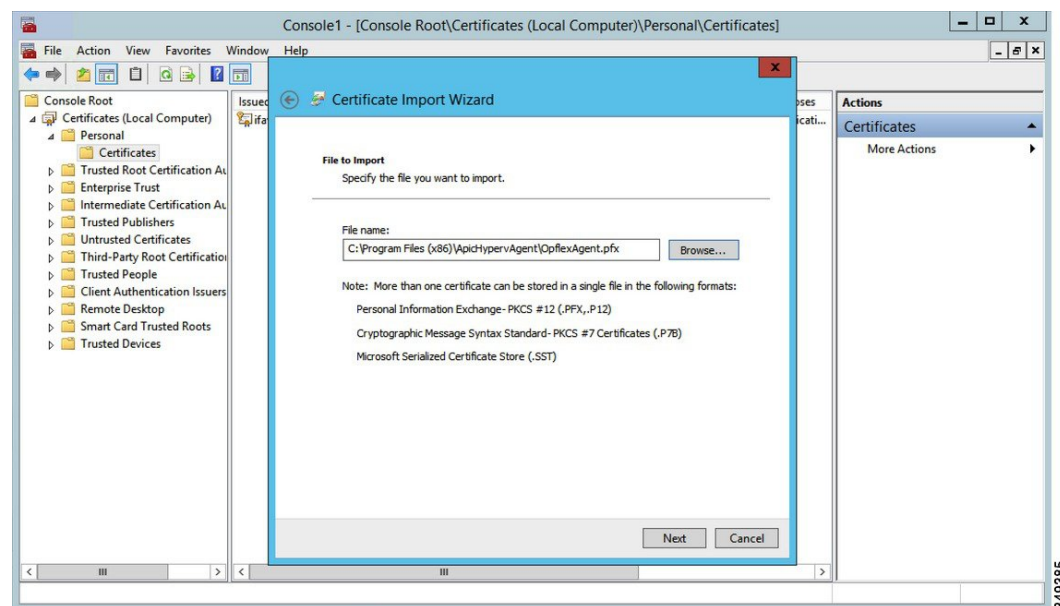 Console1 - [Console Root\Certificates (Local Computer)\Personal\Certificates]
File Action View Favorites Window Help
Console Root
Certificates (Local Computer)
Personal
Certificates
Trusted Root Certification Au
Enterprise Trust
Intermediate Certification Au
Trusted Publishers
Untrusted Certificates
Third-Party Root Certification
Trusted People
Client Authentication Issuers
Remote Desktop
Smart Card Trusted Roots
Trusted Devices
Issued
ifa
Certificate Import Wizard
File to Import
Specify the file you want to import.
File name:
C:\Program Files (x86)\ApicHypervAgent\OpflexAgent.pfx
Browse...
Note: More than one certificate can be stored in a single file in the following formats:
Personal Information Exchange- PKCS #12 (.PFX,.P12)
Cryptographic Message Syntax Standard- PKCS #7 Certificates (.P7B)
Microsoft Serialized Certificate Store (.SST)
Next
Cancel
oses
icati...
Actions
Certificates
More Actions